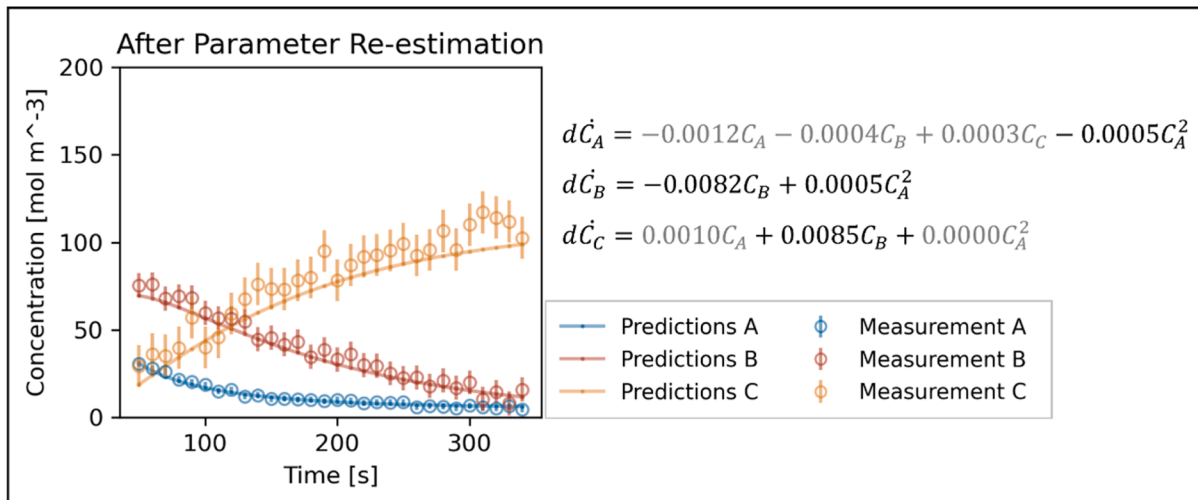 After Parameter Re-estimation
200
150
100
50
0
Concentration [mol m^-3]
100
200
300
Time [s]
dĊ_A = −0.0012C_A − 0.0004C_B + 0.0003C_C − 0.0005C_A^2
dĊ_B = −0.0082C_B + 0.0005C_A^2
dĊ_C = 0.0010C_A + 0.0085C_B + 0.0000C_A^2
Predictions A
Predictions B
Predictions C
Measurement A
Measurement B
Measurement C